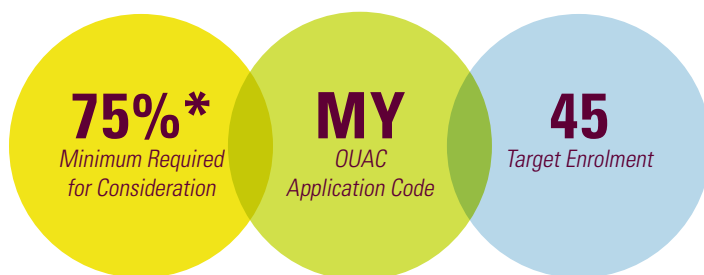 75%*
Minimum Required
for Consideration
MY
OUAC
Application Code
45
Target Enrolment